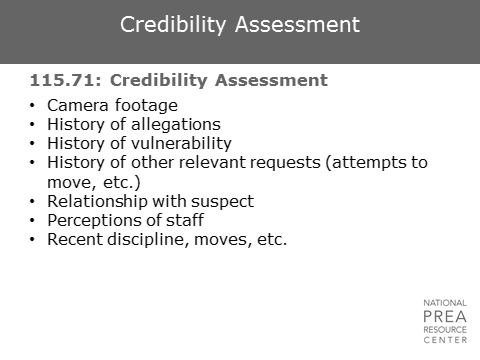 Credibility Assessment
115.71: Credibility Assessment
• Camera footage
• History of allegations
• History of vulnerability
• History of other relevant requests (attempts to
move, etc.)
• Relationship with suspect
• Perceptions of staff
• Recent discipline, moves, etc.
NATIONAL
PREA
RESOURCE
CENTER